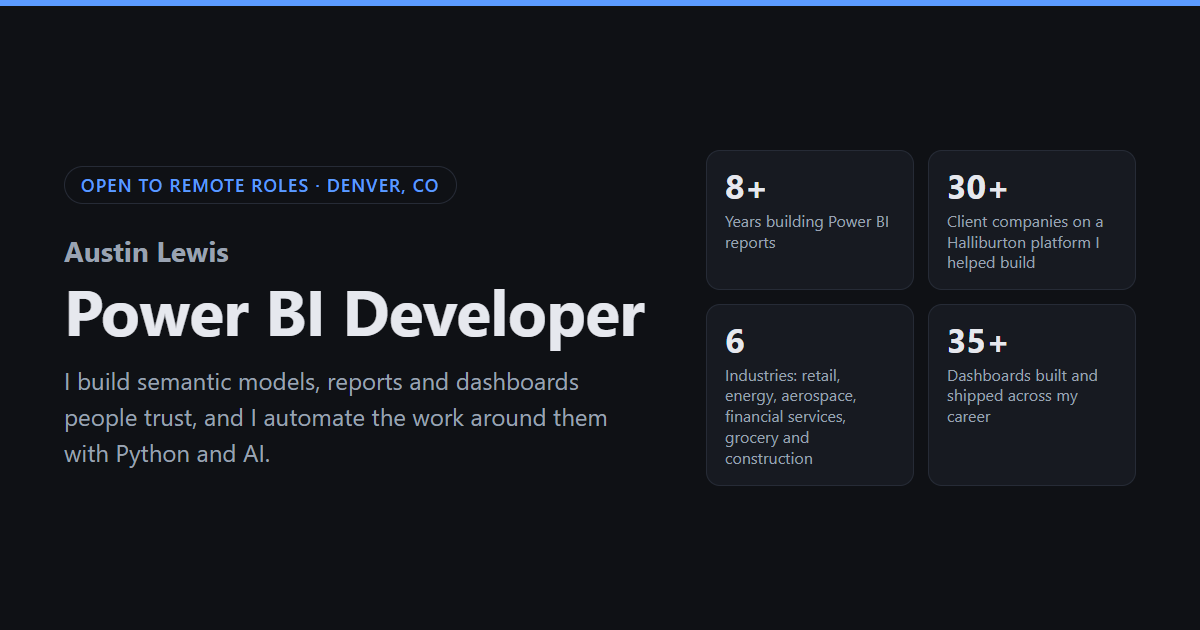 OPEN TO REMOTE ROLES · DENVER, CO
Austin Lewis
Power BI Developer
I build semantic models, reports and dashboards
people trust, and I automate the work around them
with Python and AI.
8+
Years building Power BI
reports
30+
Client companies on a
Halliburton platform I
helped build
6
Industries: retail,
energy, aerospace,
financial services,
grocery and
construction
35+
Dashboards built and
shipped across my
career